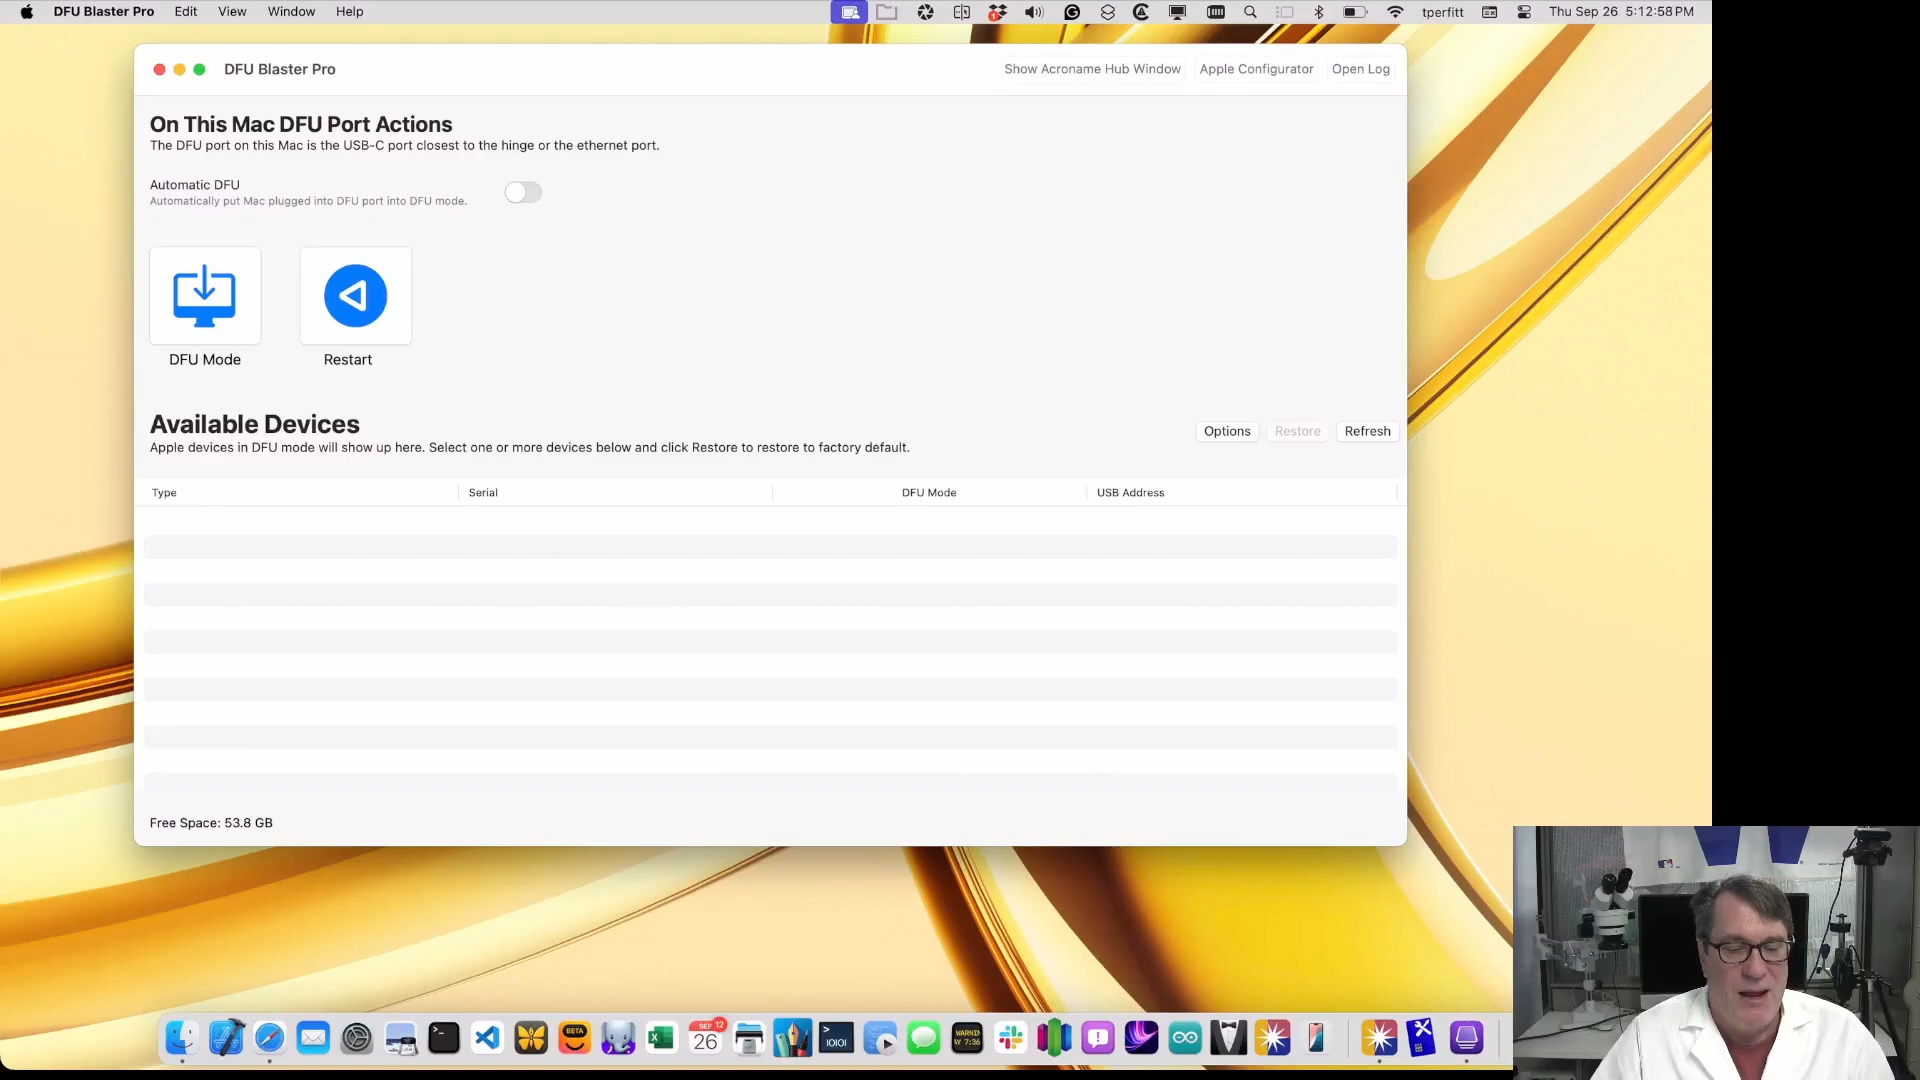 DFU Blaster Pro Edit View Window Help
tperfitt Thu Sep 26 5:12:58 PM
DFU Blaster Pro
Show Acroname Hub Window Apple Configurator Open Log
On This Mac DFU Port Actions
The DFU port on this Mac is the USB-C port closest to the hinge or the ethernet port.
Automatic DFU
Automatically put Mac plugged into DFU port into DFU mode.
DFU Mode Restart
Available Devices
Apple devices in DFU mode will show up here. Select one or more devices below and click Restore to restore to factory default.
Options Restore Refresh
Type Serial DFU Mode USB Address
Free Space: 53.8 GB
BETA
SEP 12
26
IOIOI